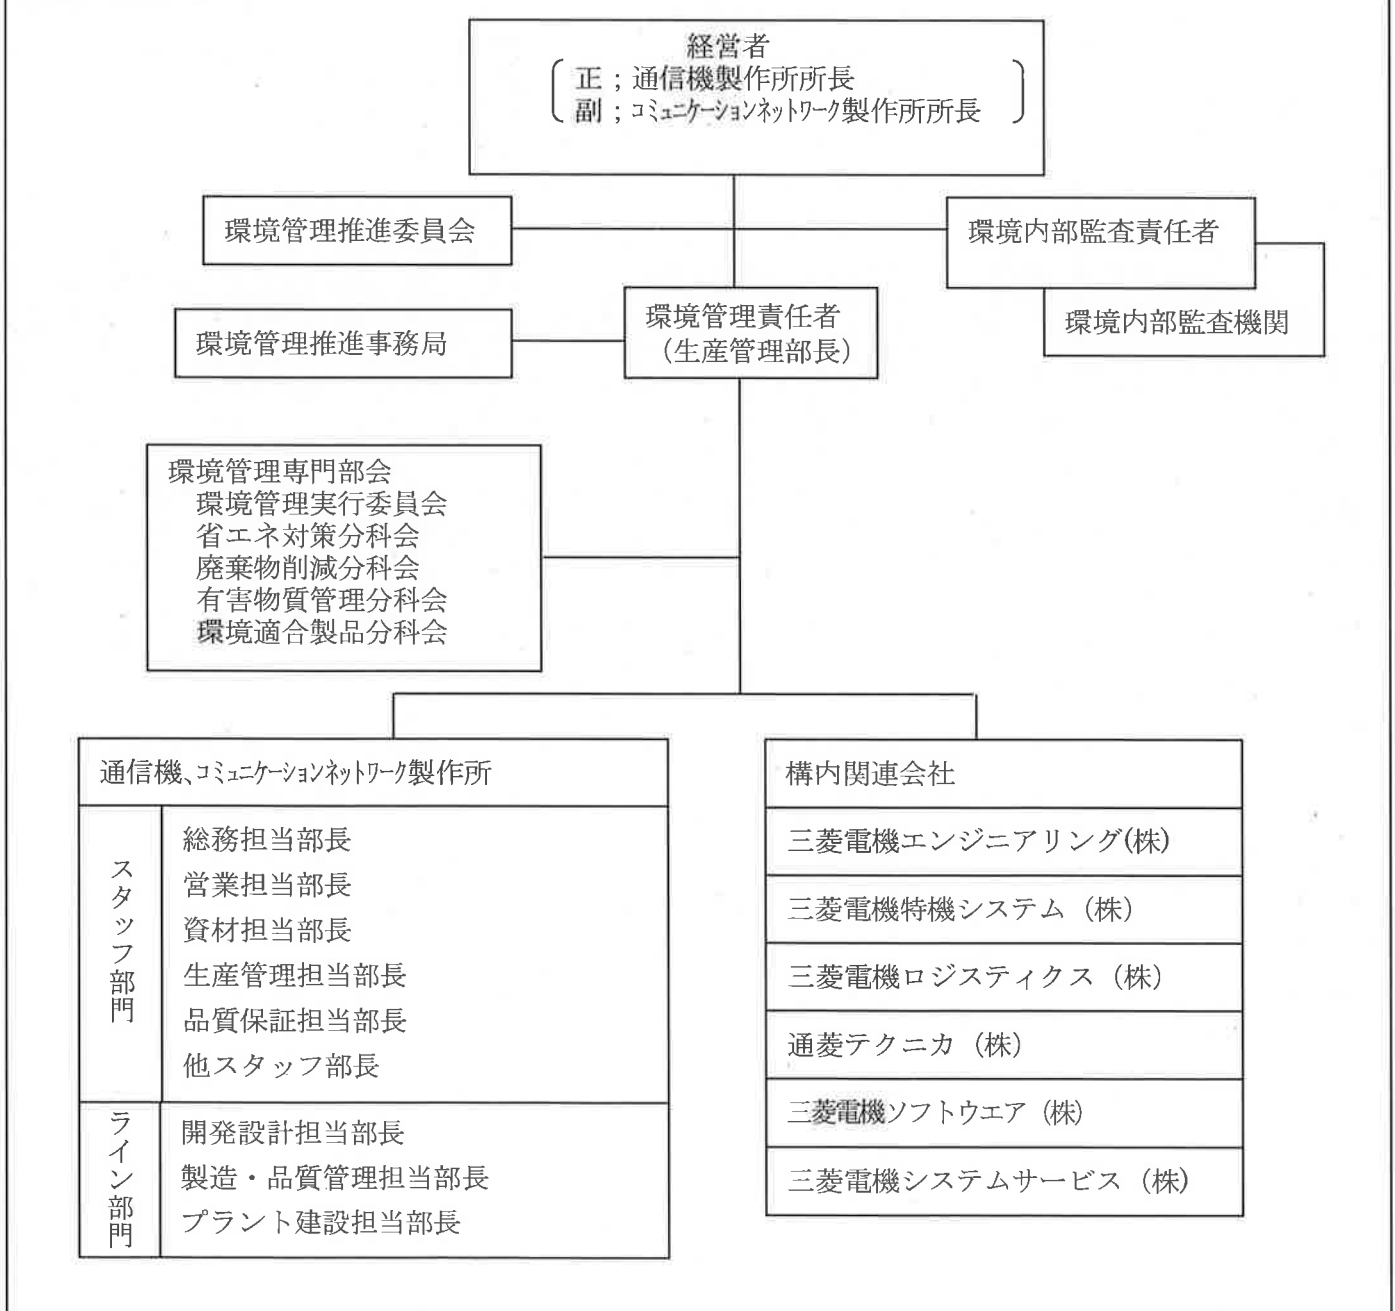 経営者
正；通信機製作所所長
副；コミュニケーションネットワーク製作所所長
環境管理推進委員会
環境内部監査責任者
環境内部監査機関
環境管理推進事務局
環境管理責任者
（生産管理部長）
環境管理専門部会
環境管理実行委員会
省エネ対策分科会
廃棄物削減分科会
有害物質管理分科会
環境適合製品分科会
通信機、コミュニケーションネットワーク製作所
スタッフ部門
総務担当部長
営業担当部長
資材担当部長
生産管理担当部長
品質保証担当部長
他スタッフ部長
ライン部門
開発設計担当部長
製造・品質管理担当部長
プラント建設担当部長
構内関連会社
三菱電機エンジニアリング(株)
三菱電機特機システム（株）
三菱電機ロジスティクス（株）
通菱テクニカ（株）
三菱電機ソフトウエア（株）
三菱電機システムサービス（株）